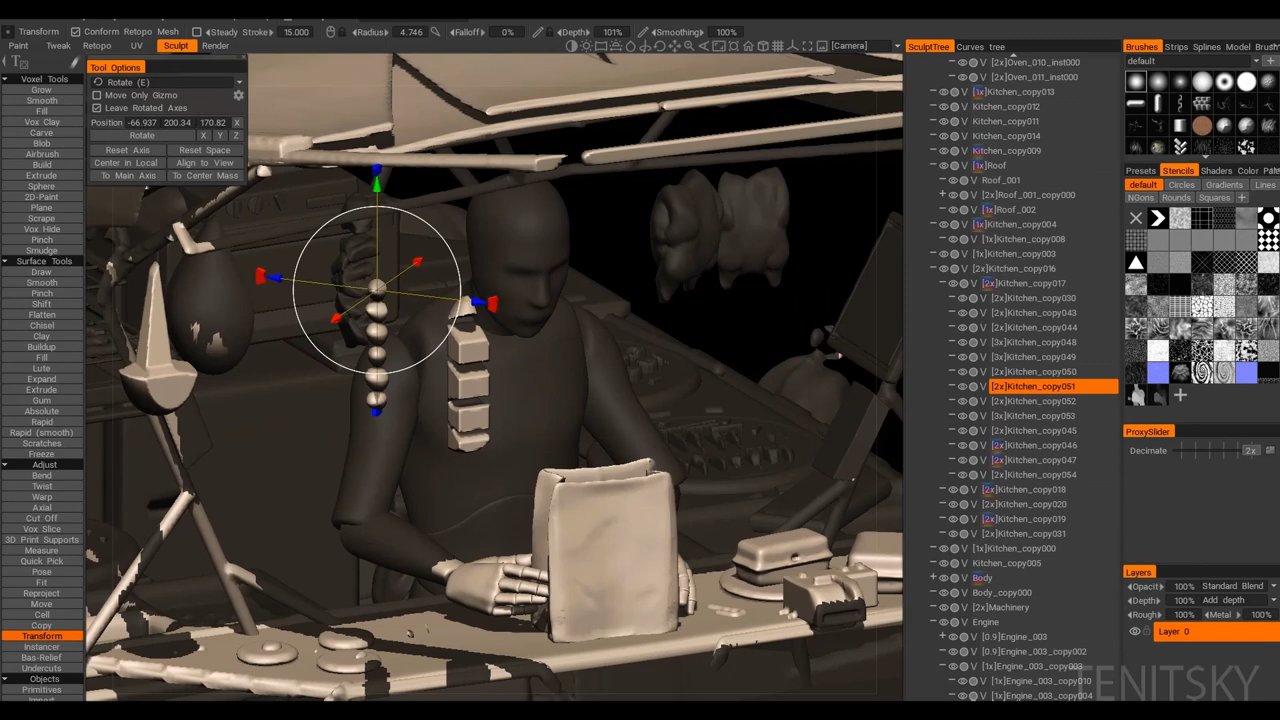 Transform Conform Retopo Mesh Steady Stroke 15.000 Radius 4.746 Falloff 0% Depth 101% Smoothing 100%
Paint Tweak Retopo UV Sculpt Render [Camera]
Voxel Tools
Grow
Smooth
Fill
Vox Clay
Carve
Blob
Airbrush
Build
Extrude
Sphere
2D-Paint
Plane
Scrape
Vox Hide
Pinch
Smudge
Surface Tools
Draw
Smooth
Pinch
Shift
Flatten
Chisel
Clay
Buildup
Fill
Lute
Expand
Extrude
Gum
Absolute
Rapid
Rapid (smooth)
Scratches
Freeze
Adjust
Bend
Twist
Warp
Axial
Cut Off
Vox Slice
3D Print Supports
Measure
Quick Pick
Pose
Fit
Reproject
Move
Cell
Copy
Transform
Instancer
Bas-Relief
Undercuts
Objects
Primitives
Tool Options
Rotate (E)
Move Only Gizmo
Leave Rotated Axes
Position -66.937 200.34 170.82 X
Rotate X Y Z
Reset Axis Reset Space
Center in Local Align to View
To Main Axis To Center Mass
SculptTree Curves tree
V [2x]Oven_010_inst000
V [2x]Oven_011_inst000
V [1x]Kitchen_copy013
V Kitchen_copy012
V Kitchen_copy011
V Kitchen_copy014
V Kitchen_copy009
V [1x]Roof
V Roof_001
V [2x]Roof_001_copy000
V [1x]Roof_002
V [1x]Kitchen_copy004
V [1x]Kitchen_copy008
V [1x]Kitchen_copy003
V [1x]Kitchen_copy016
V [2x]Kitchen_copy017
V [2x]Kitchen_copy030
V [2x]Kitchen_copy043
V [2x]Kitchen_copy044
V [3x]Kitchen_copy048
V [3x]Kitchen_copy049
V [2x]Kitchen_copy050
V [2x]Kitchen_copy051
V [2x]Kitchen_copy052
V [3x]Kitchen_copy053
V [2x]Kitchen_copy045
V [2x]Kitchen_copy046
V [2x]Kitchen_copy047
V [2x]Kitchen_copy054
V [2x]Kitchen_copy018
V [2x]Kitchen_copy020
V [2x]Kitchen_copy019
V [2x]Kitchen_copy031
V [1x]Kitchen_copy000
V Kitchen_copy005
V Body
V Body_copy000
V [2x]Machinery
V Engine
V [0.9]Engine_003
V [0.9]Engine_003_copy002
V [1x]Engine_003_copy003
V [1x]Engine_003_copy010
V [1x]Engine_003_copy004
Brushes Strips Splines Model
default
Presets Stencils Shaders Color
default Circles Gradients Lines
NGons Rounds Squares
ProxySlider
Decimate 2x
Layers
Opacit 100% Standard Blend
Depth: 100% Add depth
Rough: 100% Metal 100%
Layer 0
TENITSKY